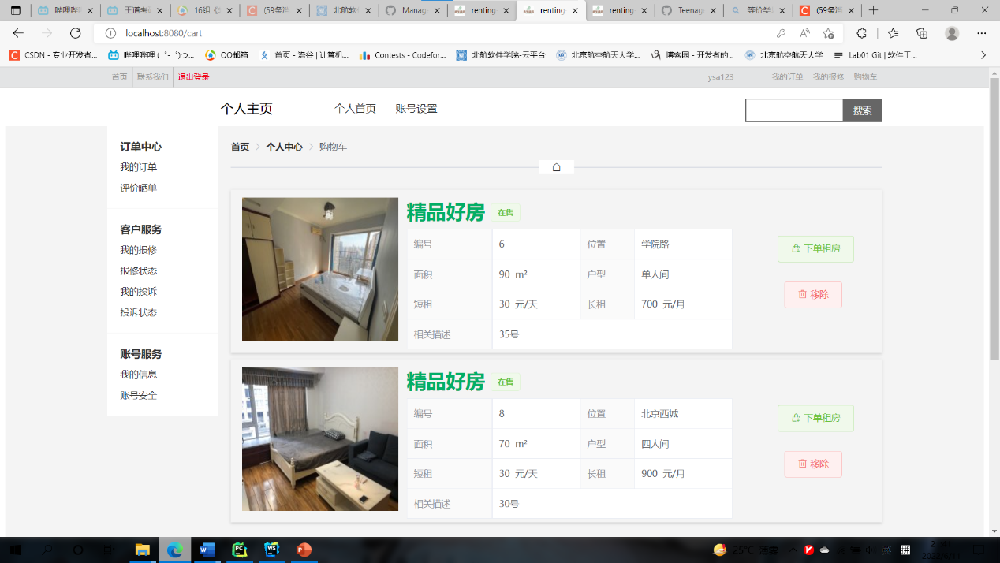 哔哩哔哩
王道考
16组《
(59条消
北航软
Manag
renting
renting
renting
Teenag
等价类
(59条消
localhost:8080/cart
CSDN - 专业开发者...
哔哩哔哩 (゜-゜)つ...
QQ邮箱
首页 - 洛谷 | 计算机...
Contests - Codefor...
北航软件学院-云平台
北京航空航天大学...
博客园 - 开发者的...
北京航空航天大学
Lab01 Git | 软件工...
首页 联系我们 退出登录
ysa123 我的订单 我的报修 购物车
个人主页 个人首页 账号设置 搜索
订单中心
我的订单
评价晒单
客户服务
我的报修
报修状态
我的投诉
投诉状态
账号服务
我的信息
账号安全
首页 > 个人中心 > 购物车
精品好房 在售
编号 6 位置 学院路
面积 90 m² 户型 单人间
短租 30 元/天 长租 700 元/月
相关描述 35号
下单租房
移除
精品好房 在售
编号 8 位置 北京西城
面积 70 m² 户型 四人间
短租 30 元/天 长租 900 元/月
相关描述 30号
下单租房
移除
25°C
拼